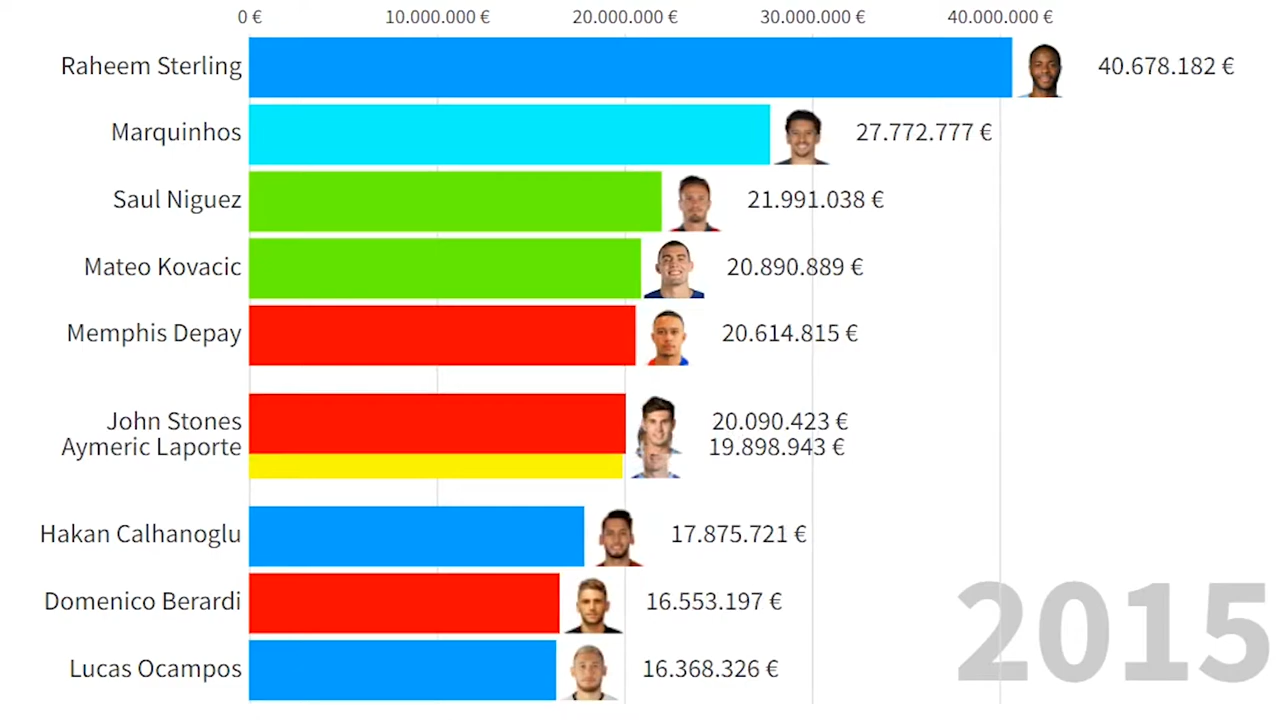 0 € 10.000.000 € 20.000.000 € 30.000.000 € 40.000.000 €
Raheem Sterling 40.678.182 €
Marquinhos 27.772.777 €
Saul Niguez 21.991.038 €
Mateo Kovacic 20.890.889 €
Memphis Depay 20.614.815 €
John Stones 20.090.423 €
Aymeric Laporte 19.898.943 €
Hakan Calhanoglu 17.875.721 €
Domenico Berardi 16.553.197 €
Lucas Ocampos 16.368.326 €
2015